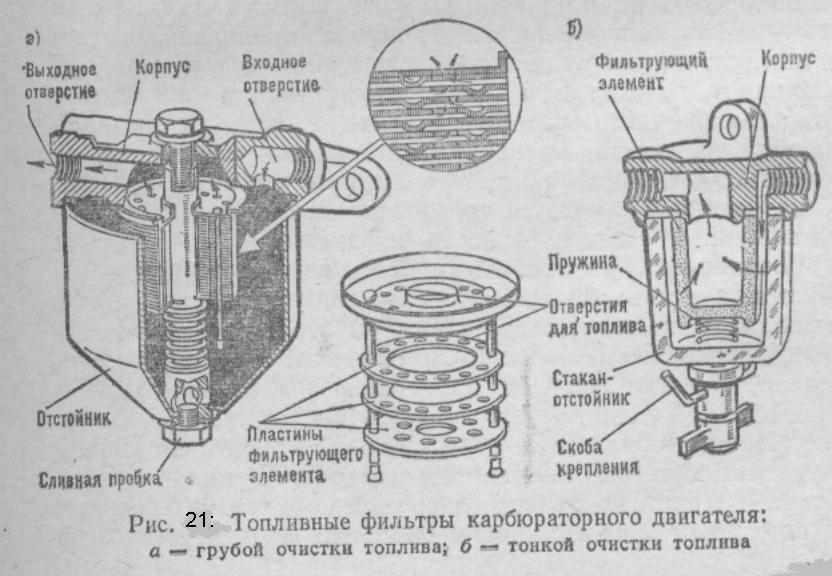 а)
б)
Выходное
отверстие
Корпус
Входное
отверстие
Фильтрующий
элемент
Корпус
Пружина
Отверстия
для топлива
Стакан-
отстойник
Скоба
крепления
Отстойник
Сливная пробка
Пластины
фильтрующего
элемента
Рис. 21: Топливные фильтры карбюраторного двигателя:
а — грубой очистки топлива; б — тонкой очистки топлива